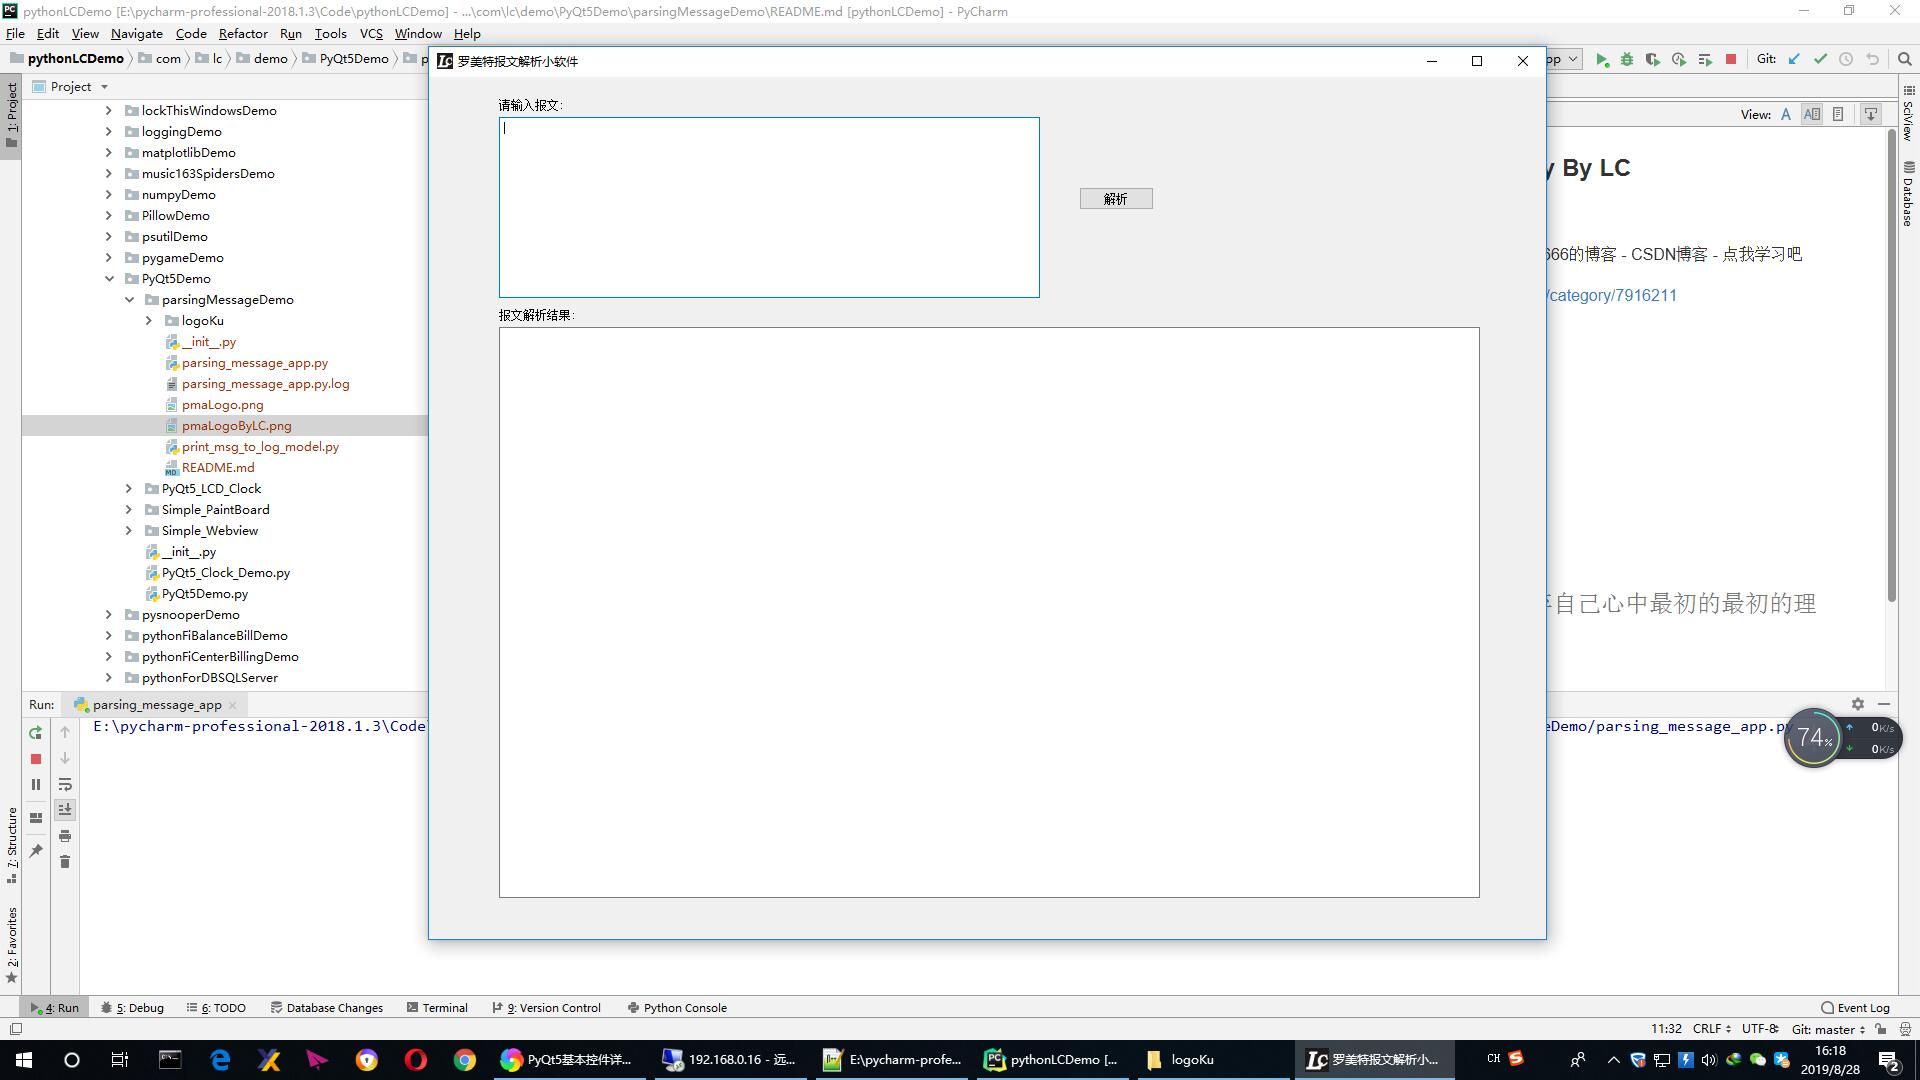 pythonLCDemo [E:\pycharm-professional-2018.1.3\Code\pythonLCDemo] - ...\com\lc\demo\PyQt5Demo\parsingMessageDemo\README.md [pythonLCDemo] - PyCharm
File Edit View Navigate Code Refactor Run Tools VCS Window Help
pythonLCDemo com lc demo PyQt5Demo
Git:
罗美特报文解析小软件
1: Project
Project
lockThisWindowsDemo
loggingDemo
matplotlibDemo
music163SpidersDemo
numpyDemo
PillowDemo
psutilDemo
pygameDemo
PyQt5Demo
parsingMessageDemo
logoKu
__init__.py
parsing_message_app.py
parsing_message_app.py.log
pmaLogo.png
pmaLogoByLC.png
print_msg_to_log_model.py
README.md
PyQt5_LCD_Clock
Simple_PaintBoard
Simple_Webview
__init__.py
PyQt5_Clock_Demo.py
PyQt5Demo.py
pysnooperDemo
pythonFiBalanceBillDemo
pythonFiCenterBillingDemo
pythonForDBSQLServer
请输入报文:
解析
报文解析结果:
View:
By LC
666的博客 - CSDN博客 - 点我学习吧
/category/7916211
自己心中最初的最初的理
SciView
Database
Run: parsing_message_app
E:\pycharm-professional-2018.1.3\Code
eDemo/parsing_message_app.py
74%
0K/s
0K/s
7: Structure
2: Favorites
4: Run 5: Debug 6: TODO Database Changes Terminal 9: Version Control Python Console Event Log
11:32 CRLF UTF-8 Git: master
PyQt5基本控件详...
192.168.0.16 - 远...
E:\pycharm-profe...
pythonLCDemo [...
logoKu
罗美特报文解析小...
CH
16:18
2019/8/28
2